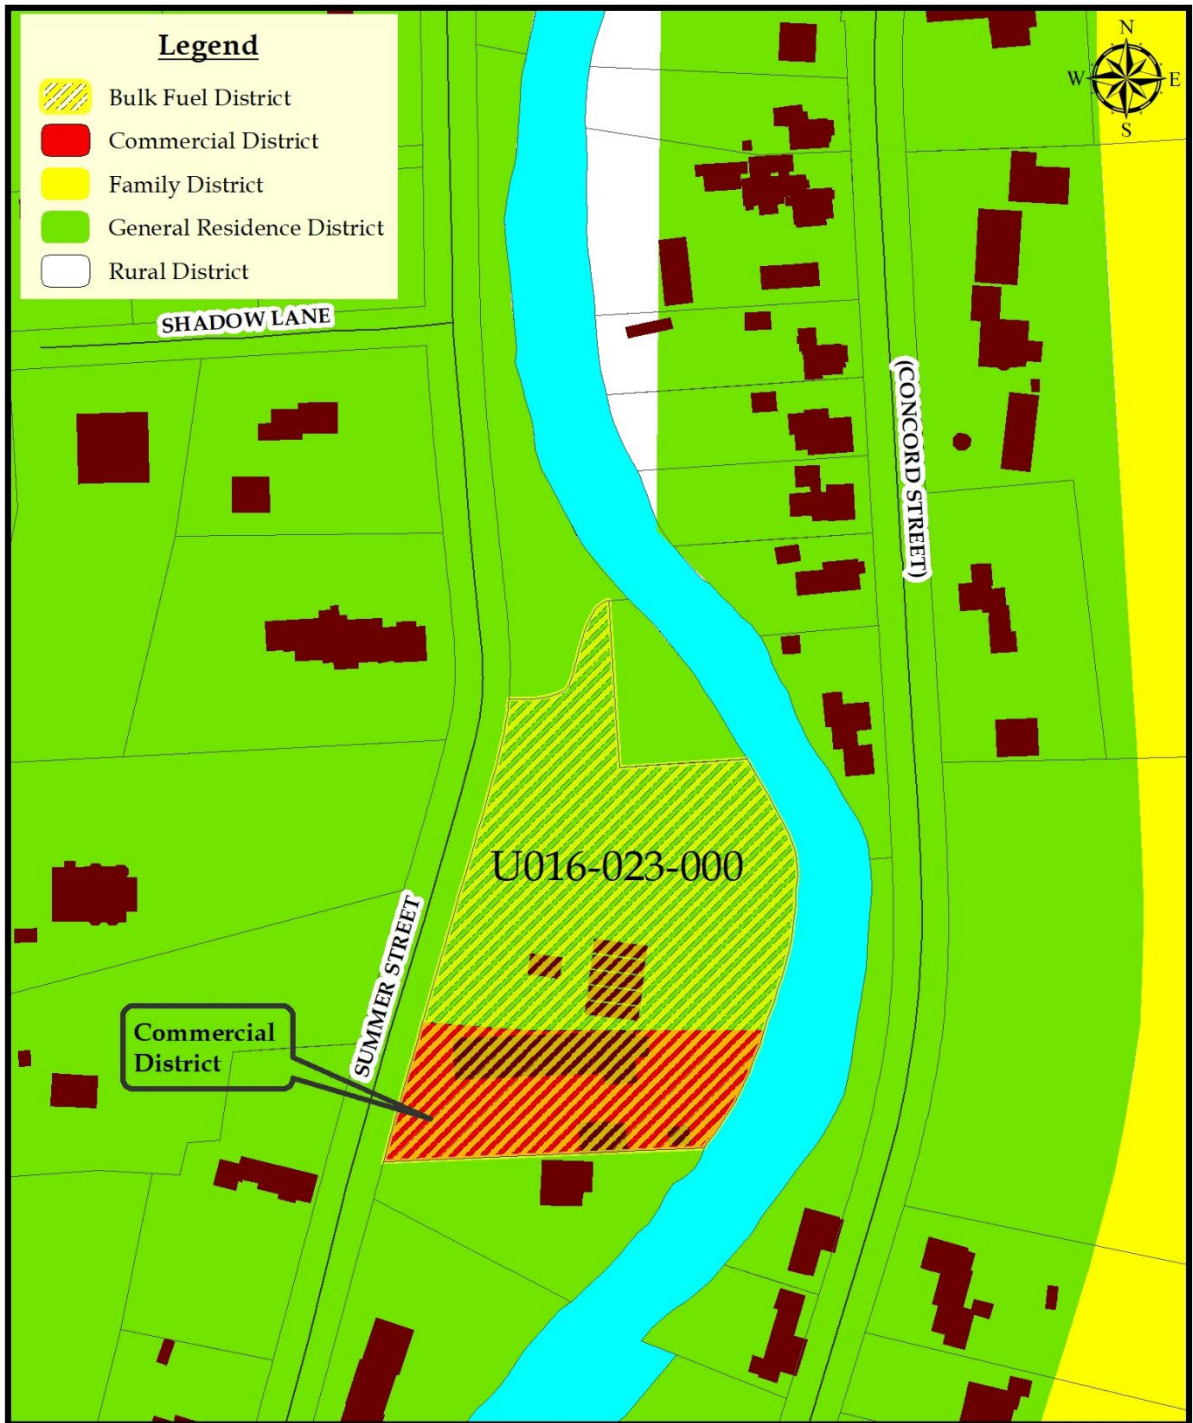 Legend
Bulk Fuel District
Commercial District
Family District
General Residence District
Rural District
N
W
E
S
SHADOW LANE
(CONCORD STREET)
U016-023-000
SUMMER STREET
Commercial
District